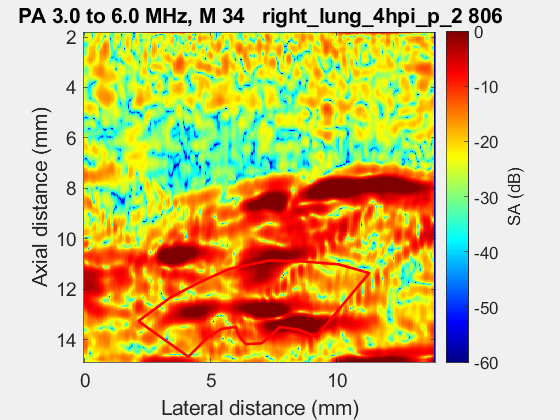 PA 3.0 to 6.0 MHz, M 34 right_lung_4hpi_p_2 806
2
4
6
8
10
12
14
Axial distance (mm)
0 5 10
Lateral distance (mm)
0
-10
-20
-30
-40
-50
-60
SA (dB)